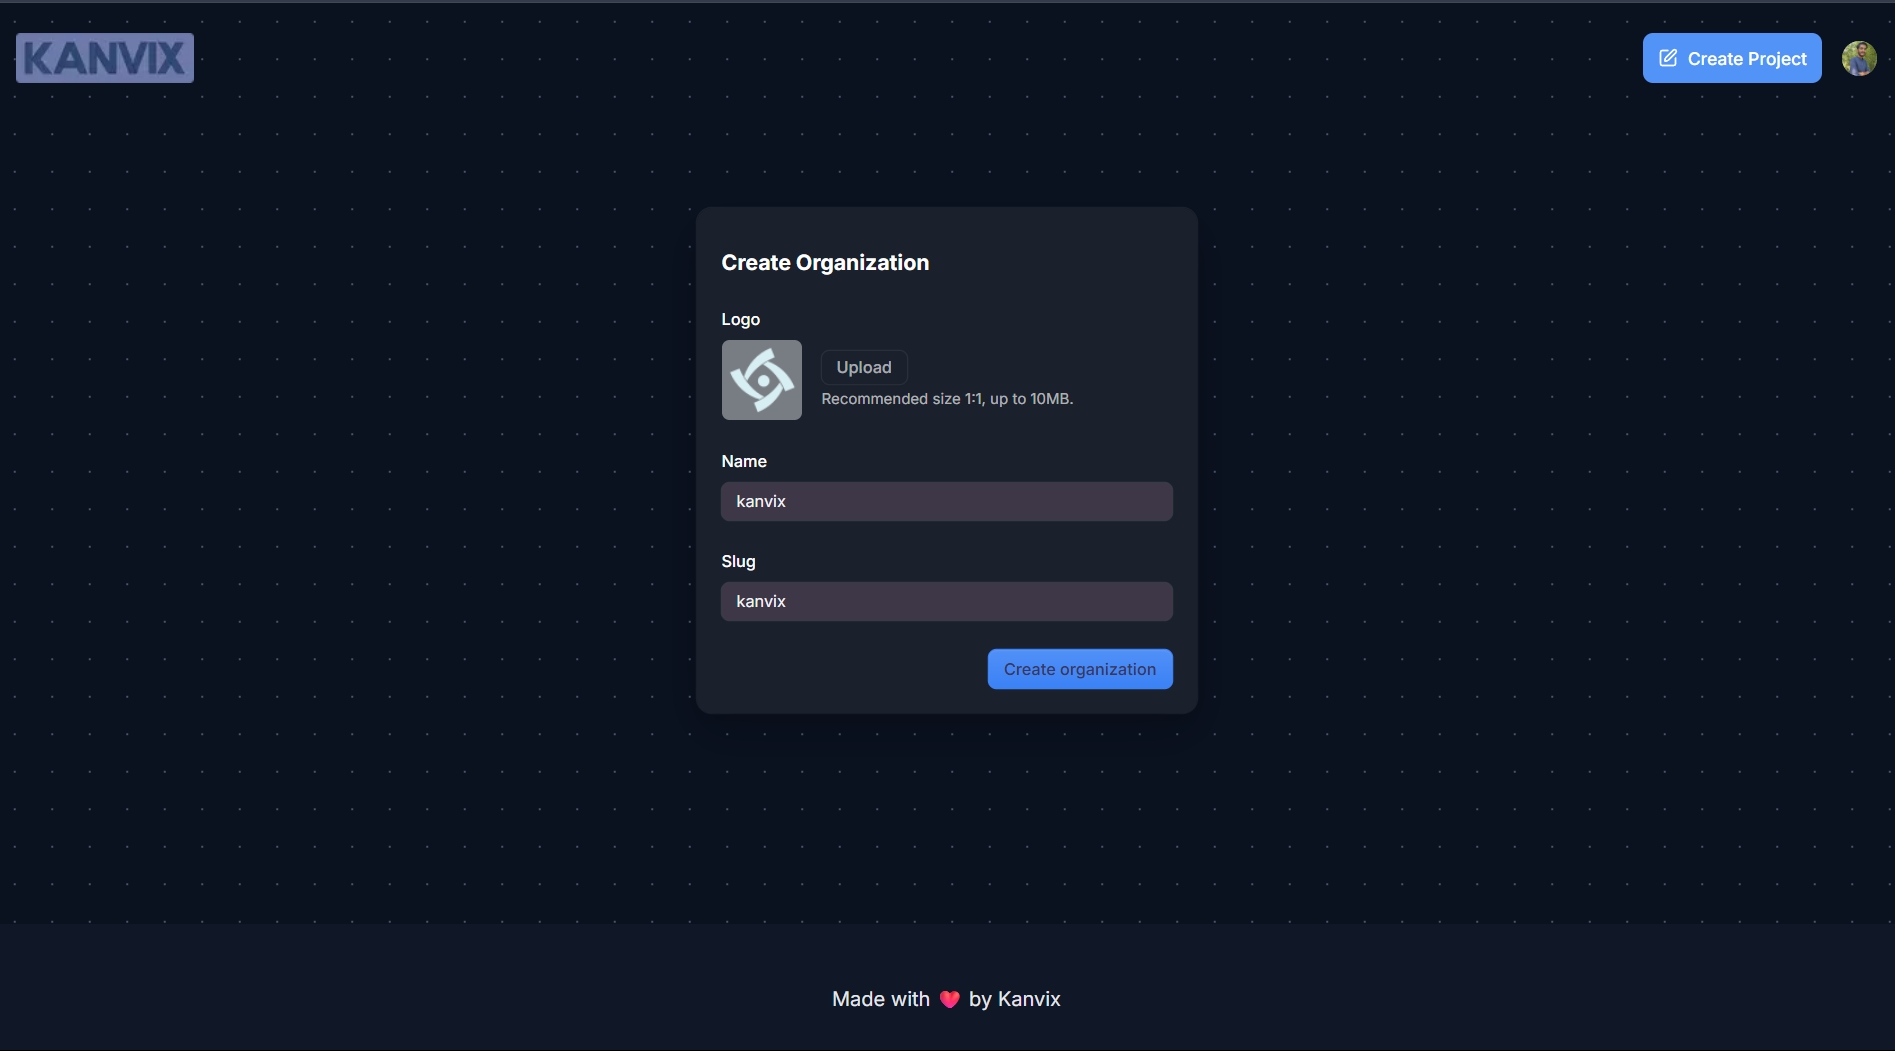 KANVIX
Create Project
Create Organization
Logo
Upload
Recommended size 1:1, up to 10MB.
Name
kanvix
Slug
kanvix
Create organization
Made with ❤️ by Kanvix